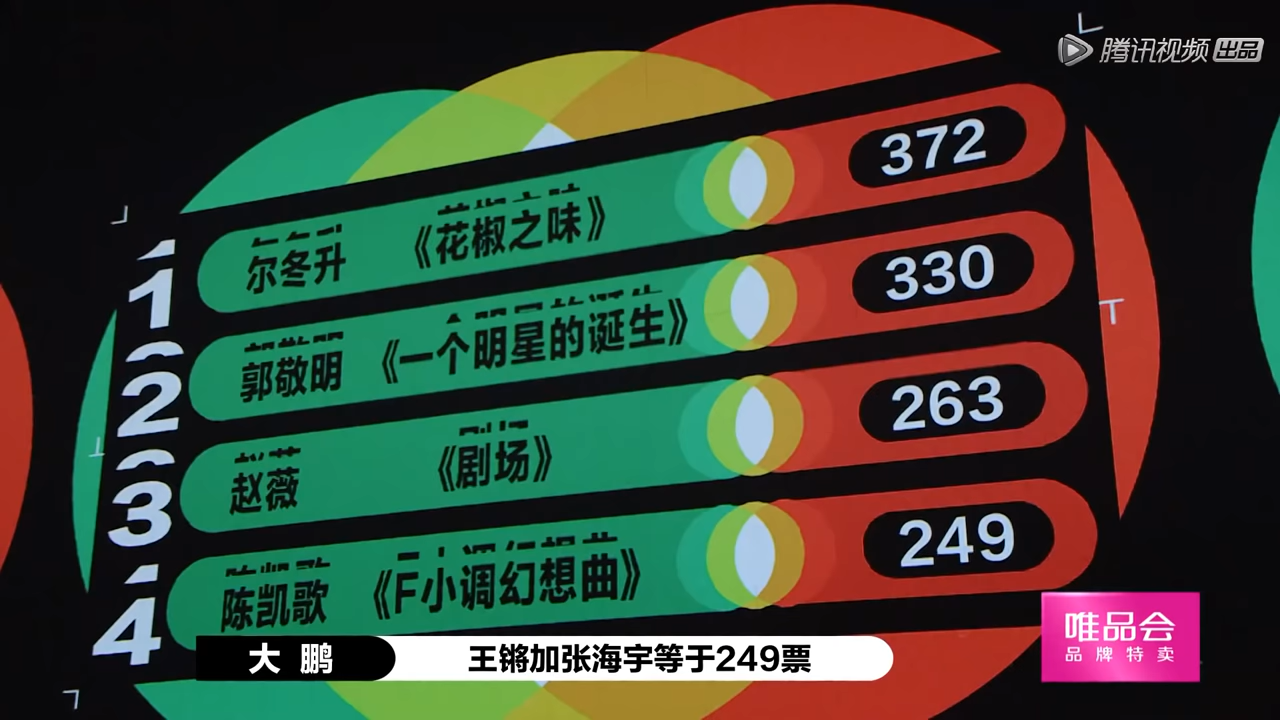 腾讯视频 出品
1 尔冬升 《花椒之味》 372
2 郭敬明 《一个明星的诞生》 330
3 赵薇 《剧场》 263
4 陈凯歌 《F小调幻想曲》 249
大鹏 王锵加张海宇等于249票
唯品会
品牌特卖